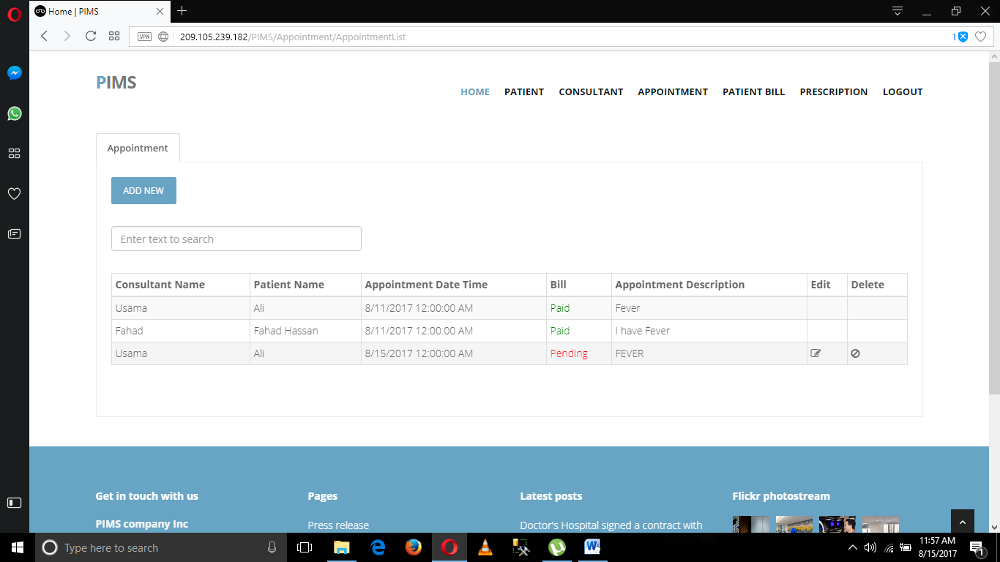 Home | PIMS
VPN
209.105.239.182/PIMS/Appointment/AppointmentList
1
PIMS
HOME PATIENT CONSULTANT APPOINTMENT PATIENT BILL PRESCRIPTION LOGOUT
Appointment
ADD NEW
Enter text to search
Consultant Name Patient Name Appointment Date Time Bill Appointment Description Edit Delete
Usama Ali 8/11/2017 12:00:00 AM Paid Fever
Fahad Fahad Hassan 8/11/2017 12:00:00 AM Paid I have Fever
Usama Ali 8/15/2017 12:00:00 AM Pending FEVER
Get in touch with us Pages Latest posts Flickr photostream
PIMS company Inc Press release Doctor's Hospital signed a contract with
Type here to search
11:57 AM
8/15/2017
1